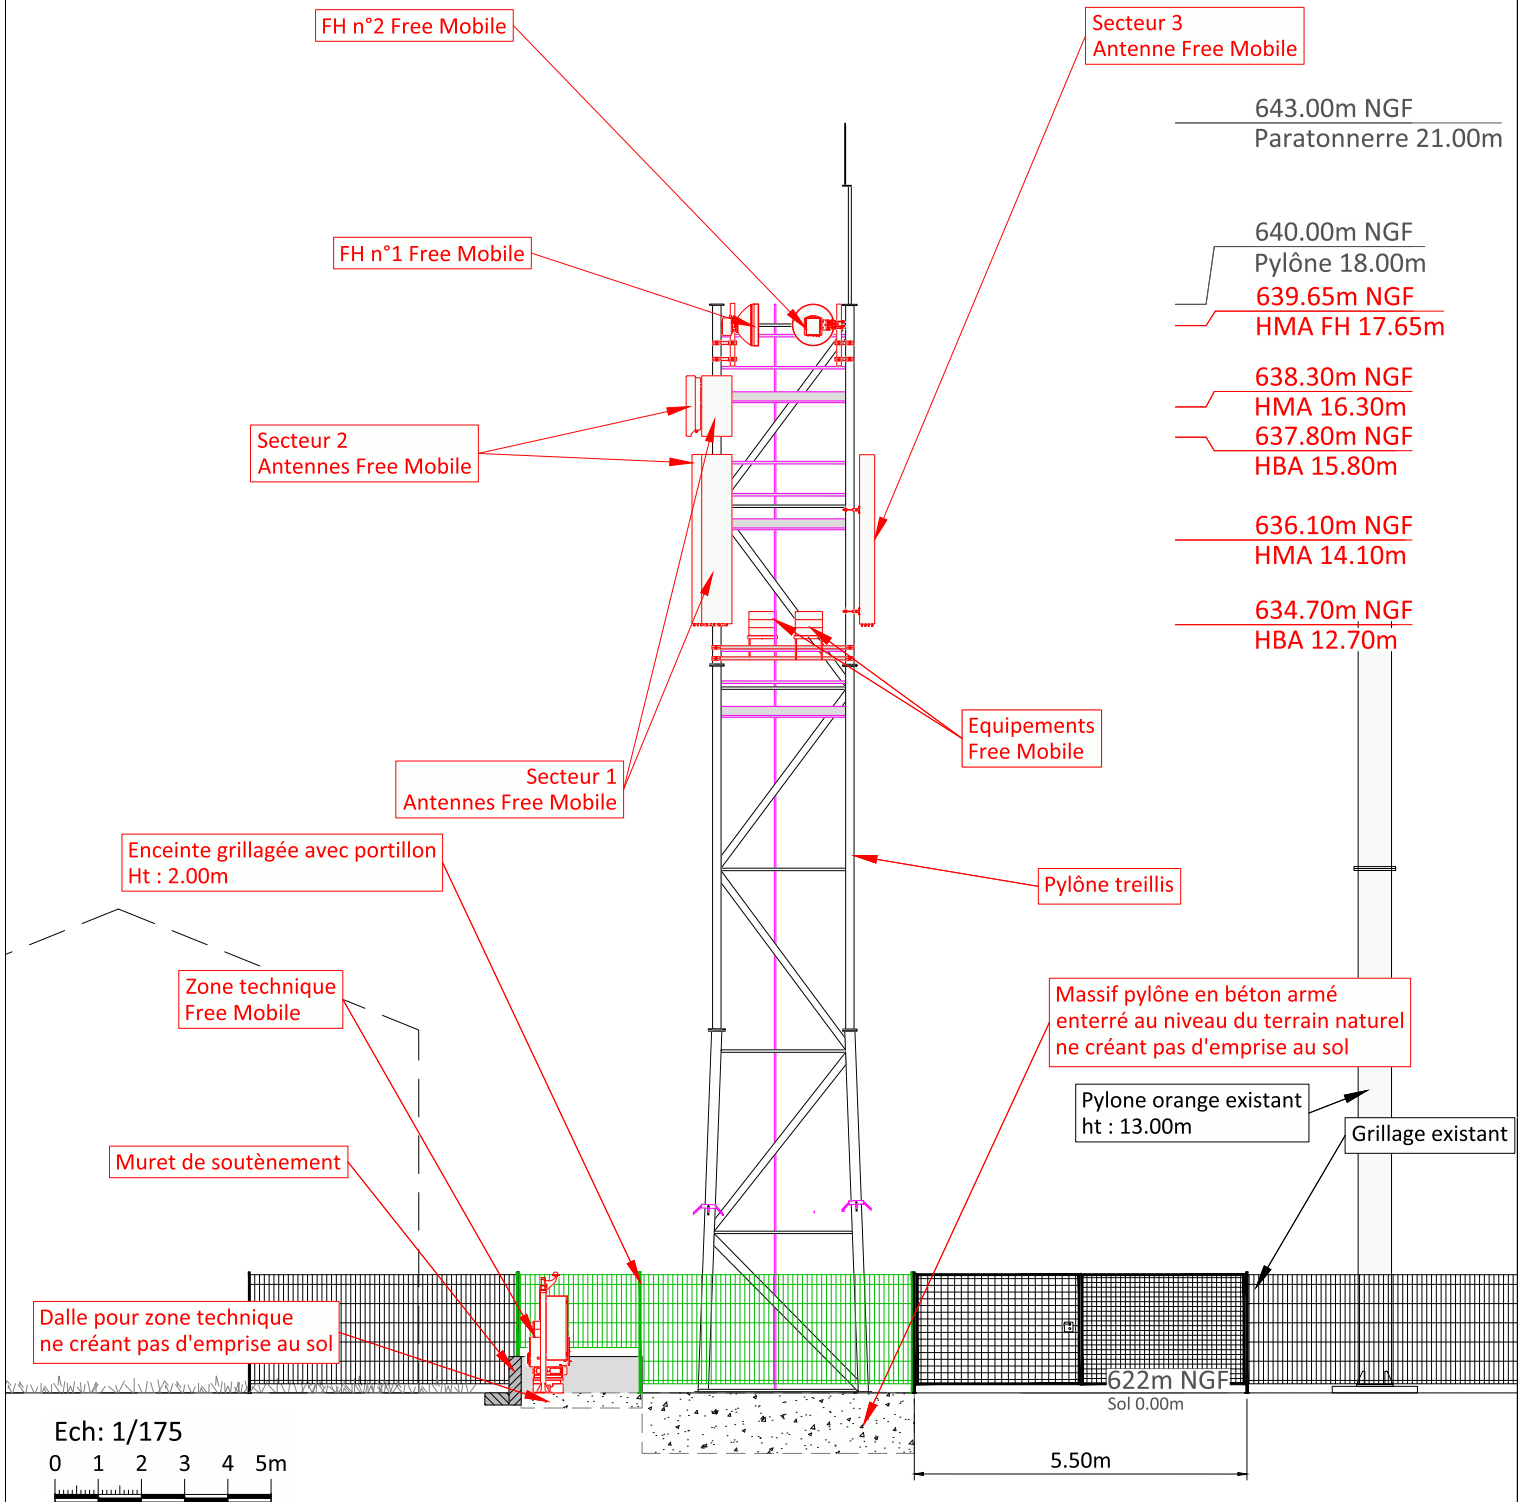 FH n°2 Free Mobile
Secteur 3
Antenne Free Mobile
643.00m NGF
Paratonnerre 21.00m
640.00m NGF
Pylône 18.00m
FH n°1 Free Mobile
639.65m NGF
HMA FH 17.65m
638.30m NGF
HMA 16.30m
637.80m NGF
HBA 15.80m
Secteur 2
Antennes Free Mobile
636.10m NGF
HMA 14.10m
634.70m NGF
HBA 12.70m
Equipements
Free Mobile
Secteur 1
Antennes Free Mobile
Enceinte grillagée avec portillon
Ht : 2.00m
Pylône treillis
Zone technique
Free Mobile
Massif pylône en béton armé
enterré au niveau du terrain naturel
ne créant pas d'emprise au sol
Pylone orange existant
ht : 13.00m
Grillage existant
Muret de soutènement
Dalle pour zone technique
ne créant pas d'emprise au sol
622m NGF
Sol 0.00m
5.50m
Ech: 1/175
0 1 2 3 4 5m